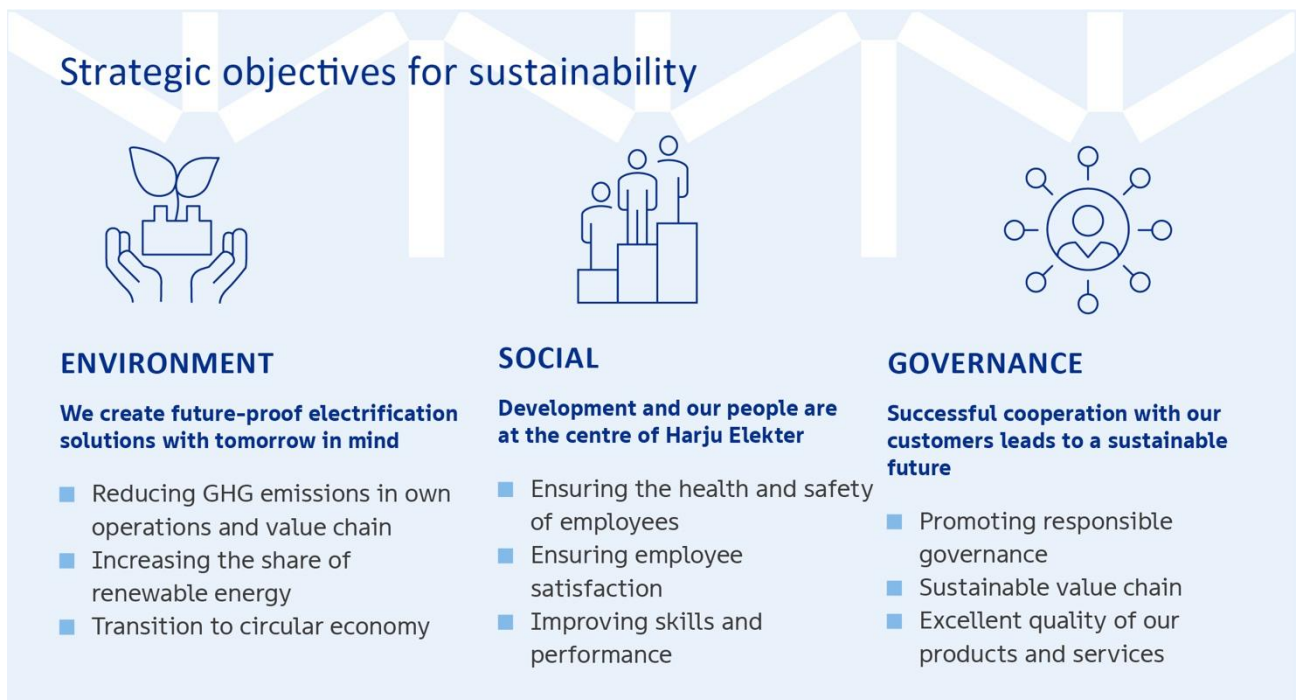 Strategic objectives for sustainability
ENVIRONMENT
We create future-proof electrification
solutions with tomorrow in mind
Reducing GHG emissions in own
operations and value chain
Increasing the share of
renewable energy
Transition to circular economy
SOCIAL
Development and our people are
at the centre of Harju Elekter
Ensuring the health and safety
of employees
Ensuring employee
satisfaction
Improving skills and
performance
GOVERNANCE
Successful cooperation with our
customers leads to a sustainable
future
Promoting responsible
governance
Sustainable value chain
Excellent quality of our
products and services